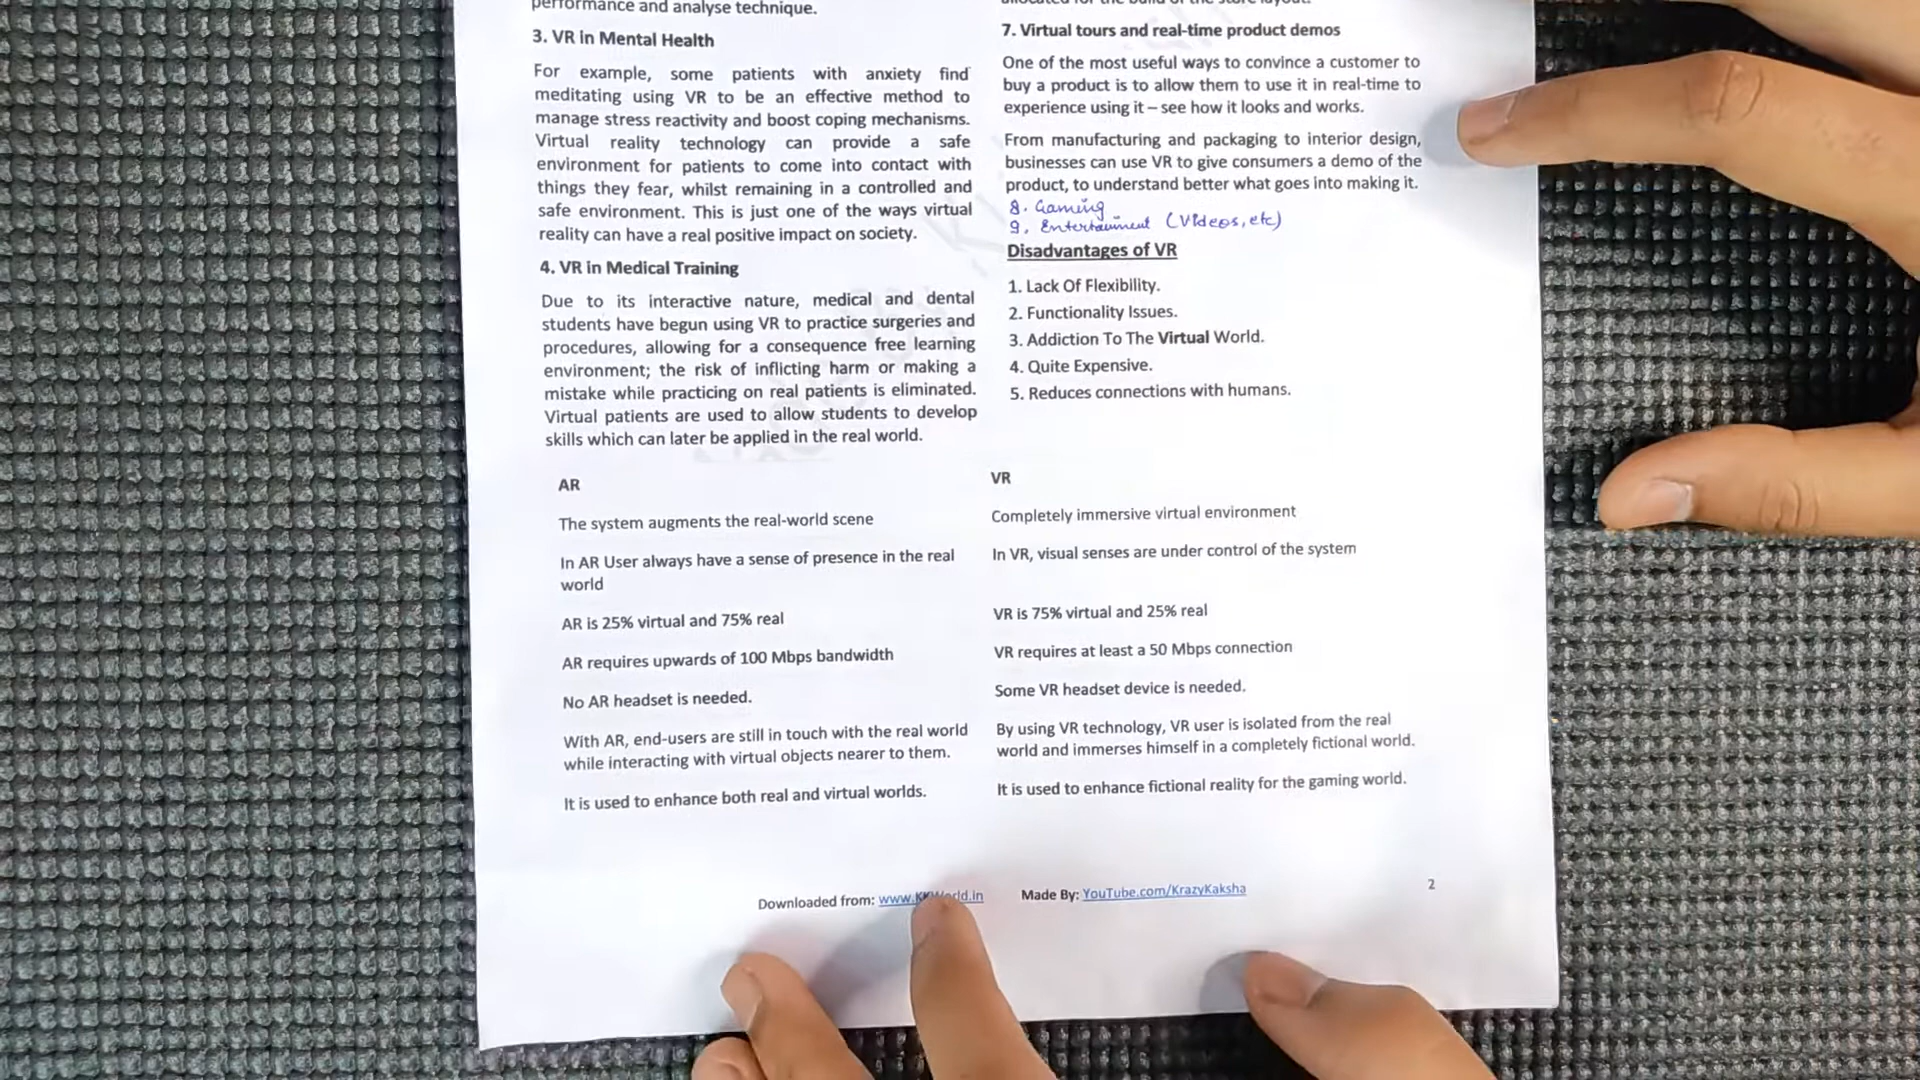 performance and analyse technique.
3. VR in Mental Health
For example, some patients with anxiety find
meditating using VR to be an effective method to
manage stress reactivity and boost coping mechanisms.
Virtual reality technology can provide a safe
environment for patients to come into contact with
things they fear, whilst remaining in a controlled and
safe environment. This is just one of the ways virtual
reality can have a real positive impact on society.
4. VR in Medical Training
Due to its interactive nature, medical and dental
students have begun using VR to practice surgeries and
procedures, allowing for a consequence free learning
environment; the risk of inflicting harm or making a
mistake while practicing on real patients is eliminated.
Virtual patients are used to allow students to develop
skills which can later be applied in the real world.
7. Virtual tours and real-time product demos
One of the most useful ways to convince a customer to
buy a product is to allow them to use it in real-time to
experience using it – see how it looks and works.
From manufacturing and packaging to interior design,
businesses can use VR to give consumers a demo of the
product, to understand better what goes into making it.
8. Gaming
9. Entertainment (Videos, etc)
Disadvantages of VR
1. Lack Of Flexibility.
2. Functionality Issues.
3. Addiction To The Virtual World.
4. Quite Expensive.
5. Reduces connections with humans.
AR
VR
The system augments the real-world scene
Completely immersive virtual environment
In AR User always have a sense of presence in the real
world
In VR, visual senses are under control of the system
AR is 25% virtual and 75% real
VR is 75% virtual and 25% real
AR requires upwards of 100 Mbps bandwidth
VR requires at least a 50 Mbps connection
No AR headset is needed.
Some VR headset device is needed.
With AR, end-users are still in touch with the real world
while interacting with virtual objects nearer to them.
By using VR technology, VR user is isolated from the real
world and immerses himself in a completely fictional world.
It is used to enhance both real and virtual worlds.
It is used to enhance fictional reality for the gaming world.
Downloaded from: www.KKWorld.in Made By: YouTube.com/KrazyKaksha
2